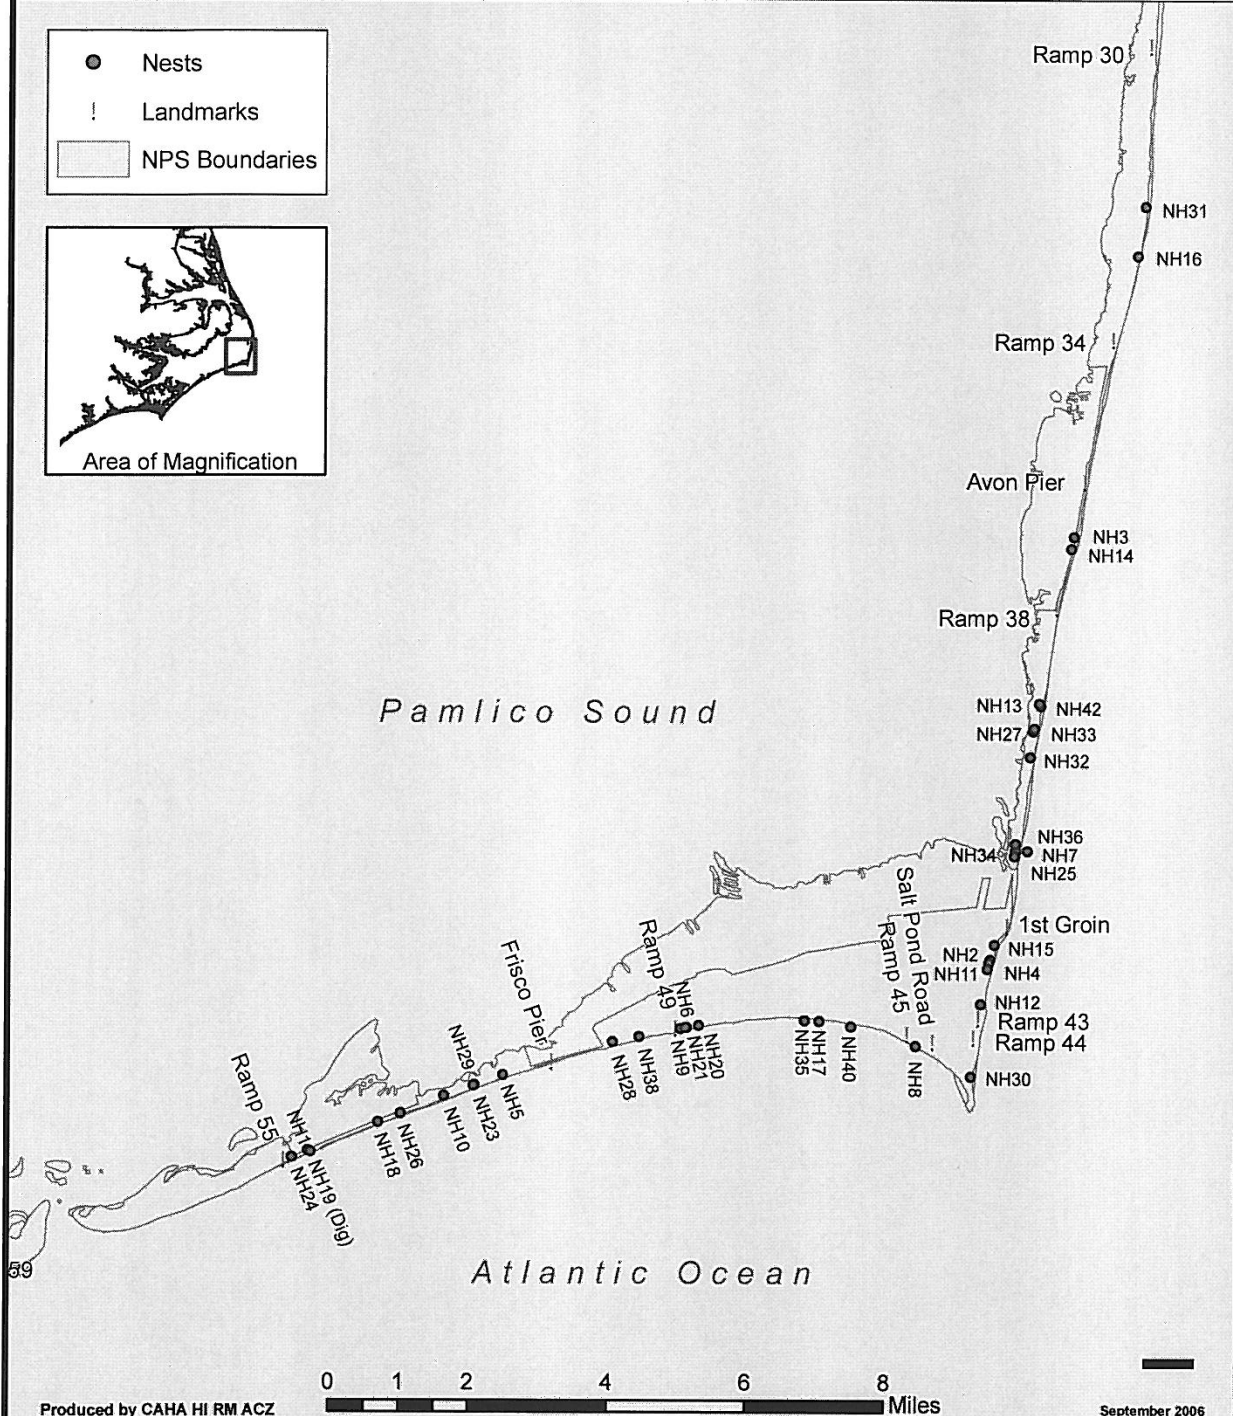 Nests
! Landmarks
NPS Boundaries
Area of Magnification
Ramp 30
!
NH31
NH16
Ramp 34
!
Avon Pier
NH3
NH14
Ramp 38
Pamlico Sound
NH13
NH42
NH27
NH33
NH32
NH36
NH34
NH7
NH25
1st Groin
NH15
NH2
NH11
NH4
NH12
Ramp 43
Ramp 44
NH30
Salt Pond Road
Ramp 45
NH8
NH40
NH17
NH35
Ramp 49
NH6
NH20
NH21
NH9
NH38
NH28
Frisco Pier
NH5
NH29
NH23
NH10
NH26
NH18
Ramp 55
NH1
NH19 (Dig)
NH24
59
Atlantic Ocean
0 1 2 4 6 8
Miles
Produced by CAHA HI RM ACZ
September 2006